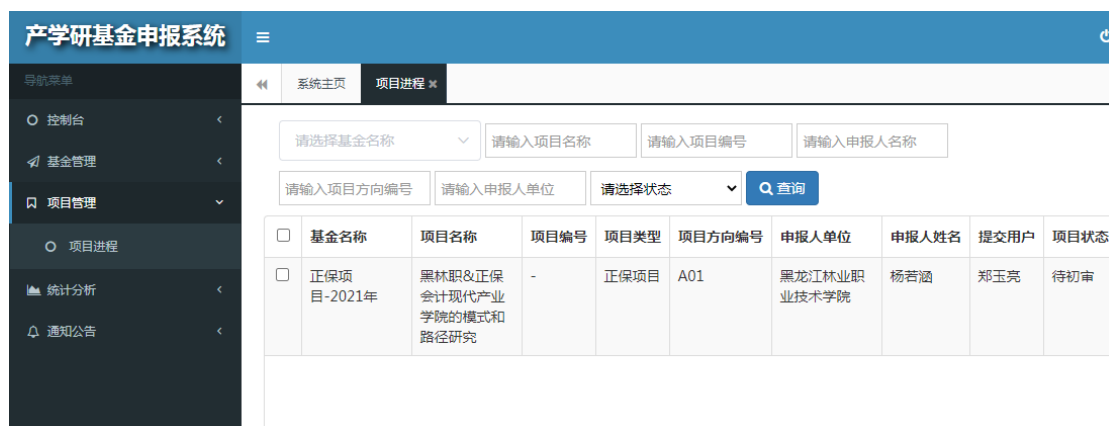 产学研基金申报系统
导航菜单
系统主页 项目进程
控制台
基金管理
项目管理
项目进程
统计分析
通知公告
请选择基金名称 请输入项目名称 请输入项目编号 请输入申报人名称
请输入项目方向编号 请输入申报人单位 请选择状态 查询
基金名称 项目名称 项目编号 项目类型 项目方向编号 申报人单位 申报人姓名 提交用户 项目状态
正保项 黑林职&正保 - 正保项目 A01 黑龙江林业职 杨若涵 郑玉亮 待初审
目-2021年 会计现代产业 业技术学院
学院的模式和
路径研究